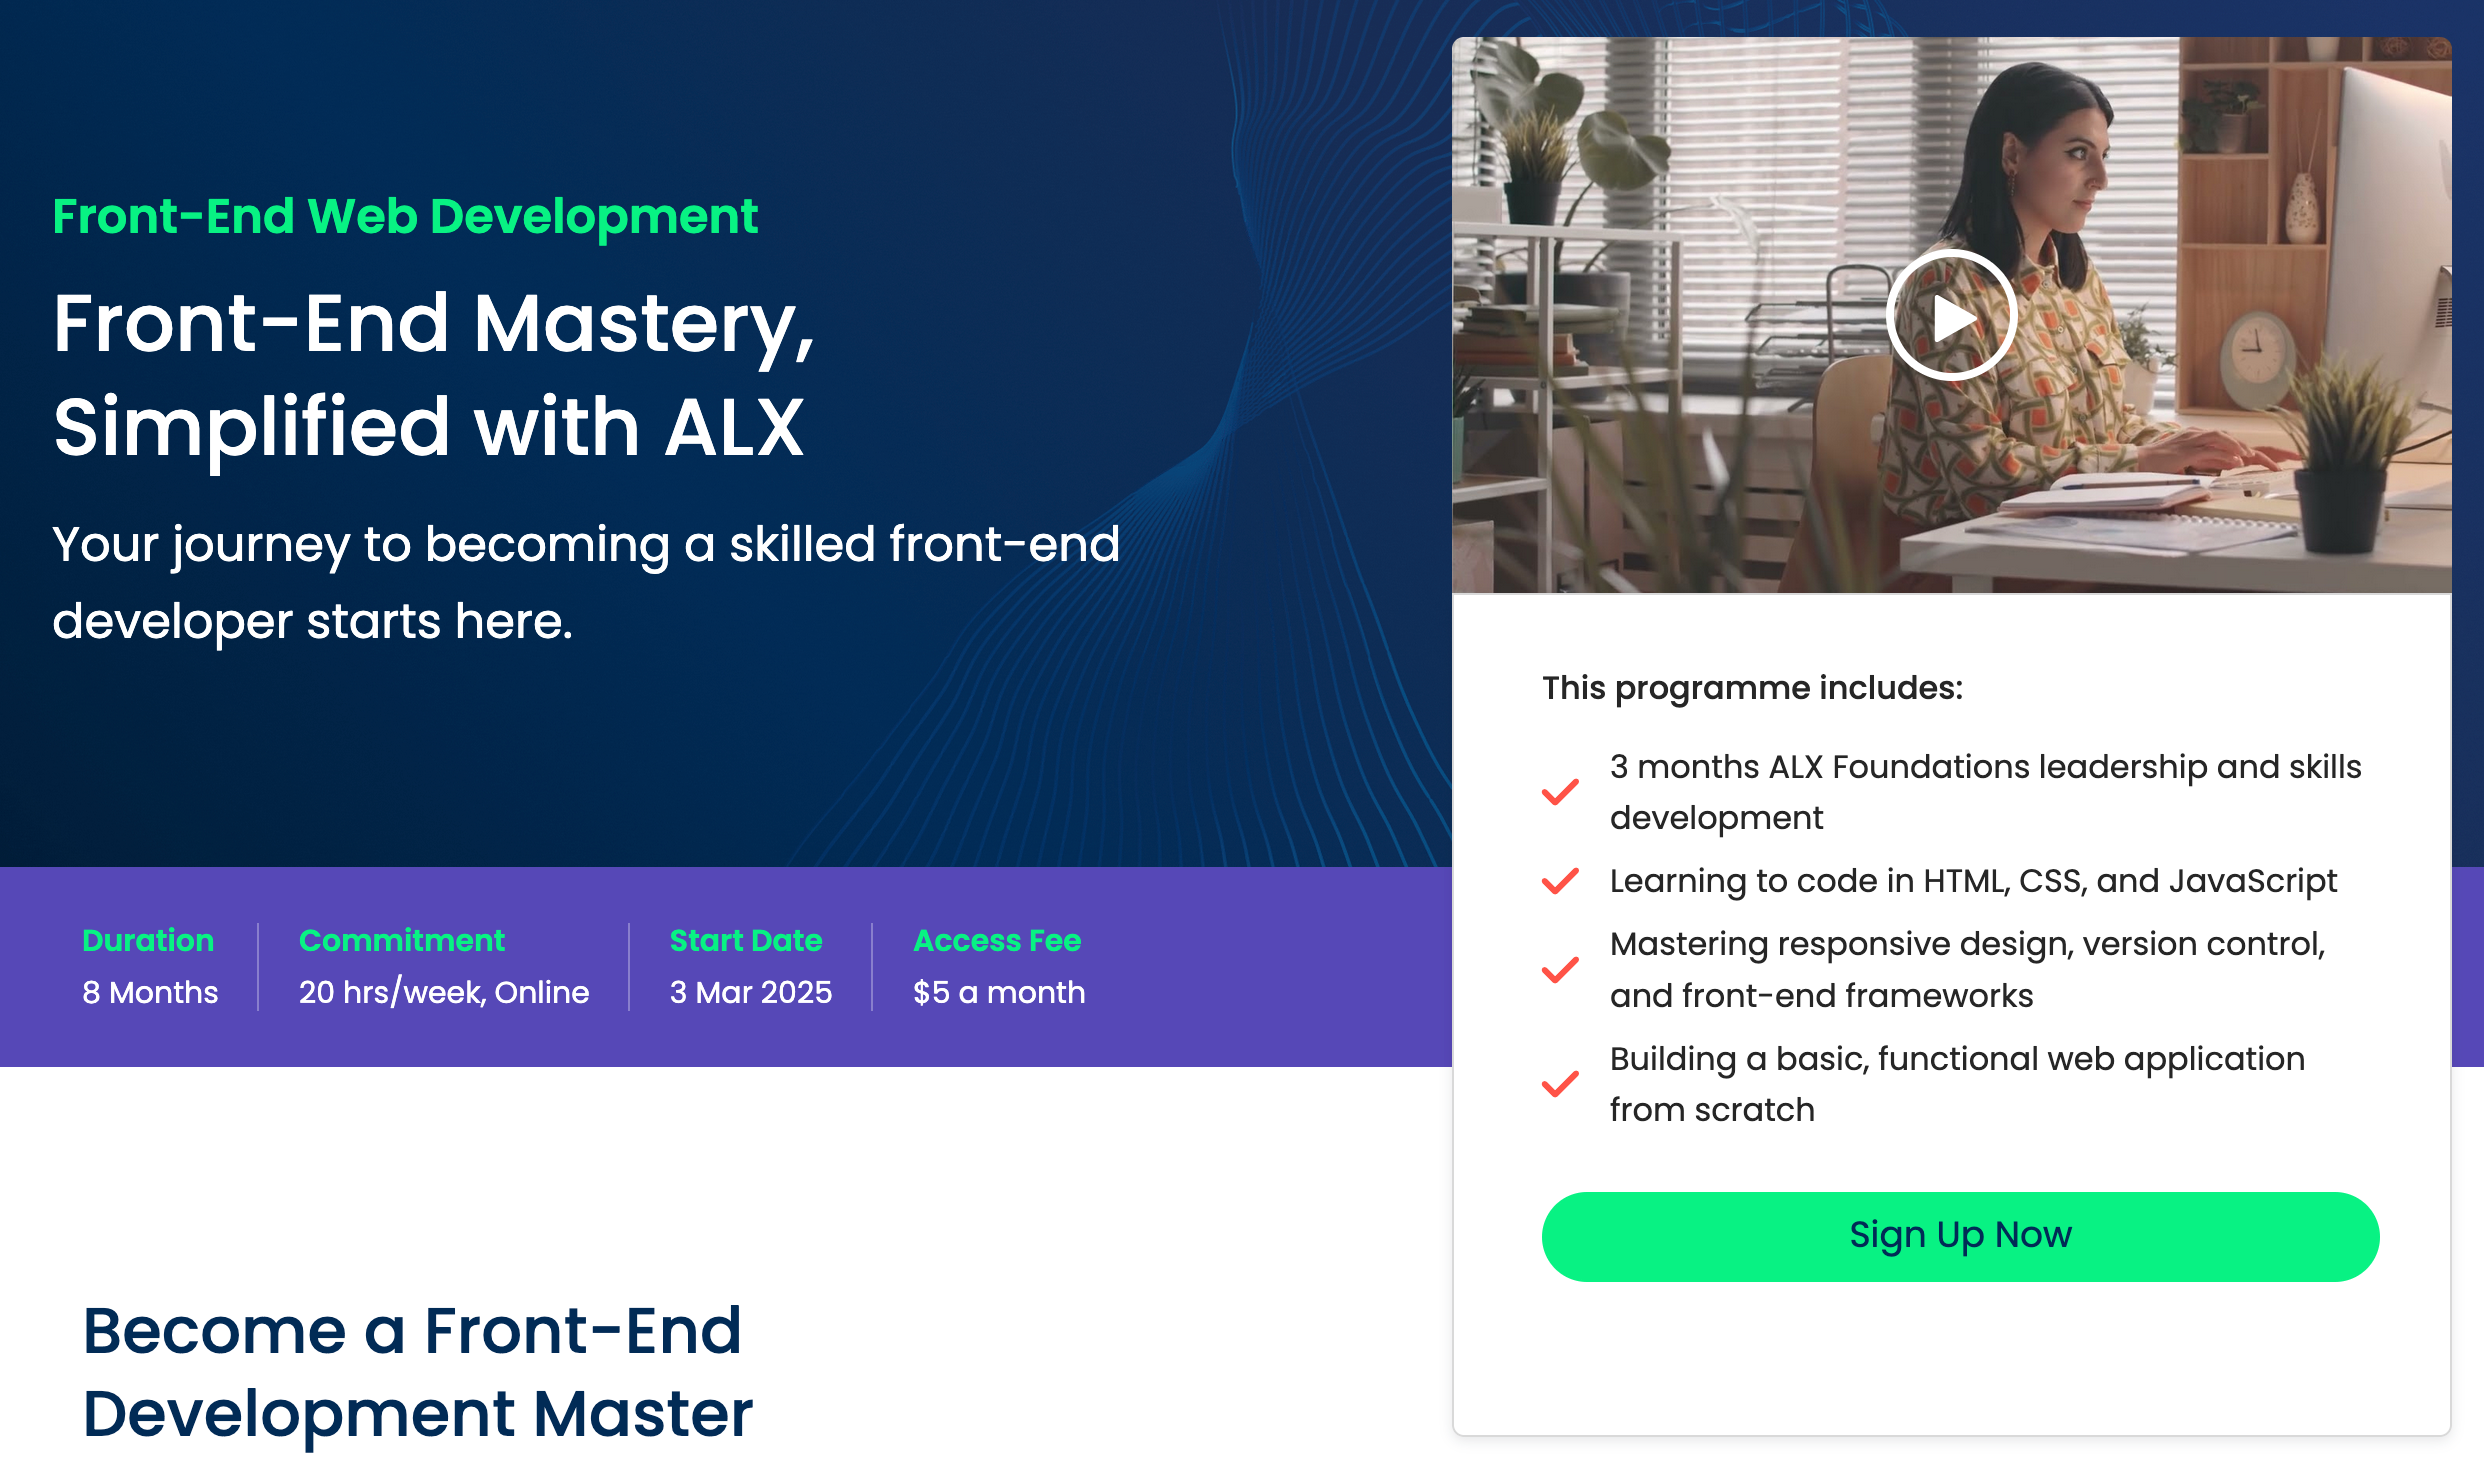 Front-End Web Development
Front-End Mastery,
Simplified with ALX
Your journey to becoming a skilled front-end
developer starts here.
Duration
8 Months
Commitment
20 hrs/week, Online
Start Date
3 Mar 2025
Access Fee
$5 a month
This programme includes:
3 months ALX Foundations leadership and skills
development
Learning to code in HTML, CSS, and JavaScript
Mastering responsive design, version control,
and front-end frameworks
Building a basic, functional web application
from scratch
Sign Up Now
Become a Front-End
Development Master